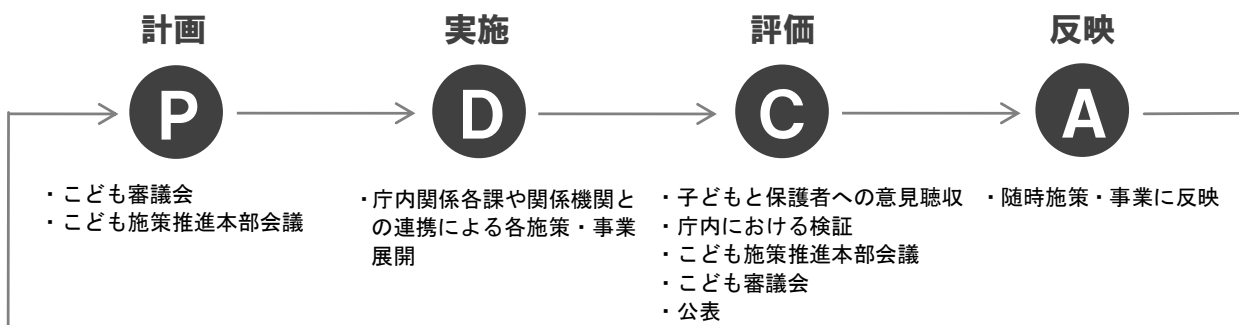 計画
実施
評価
反映
P
D
C
A
・こども審議会
・こども施策推進本部会議
・庁内関係各課や関係機関と
の連携による各施策・事業
展開
・子どもと保護者への意見聴収
・庁内における検証
・こども施策推進本部会議
・こども審議会
・公表
・随時施策・事業に反映